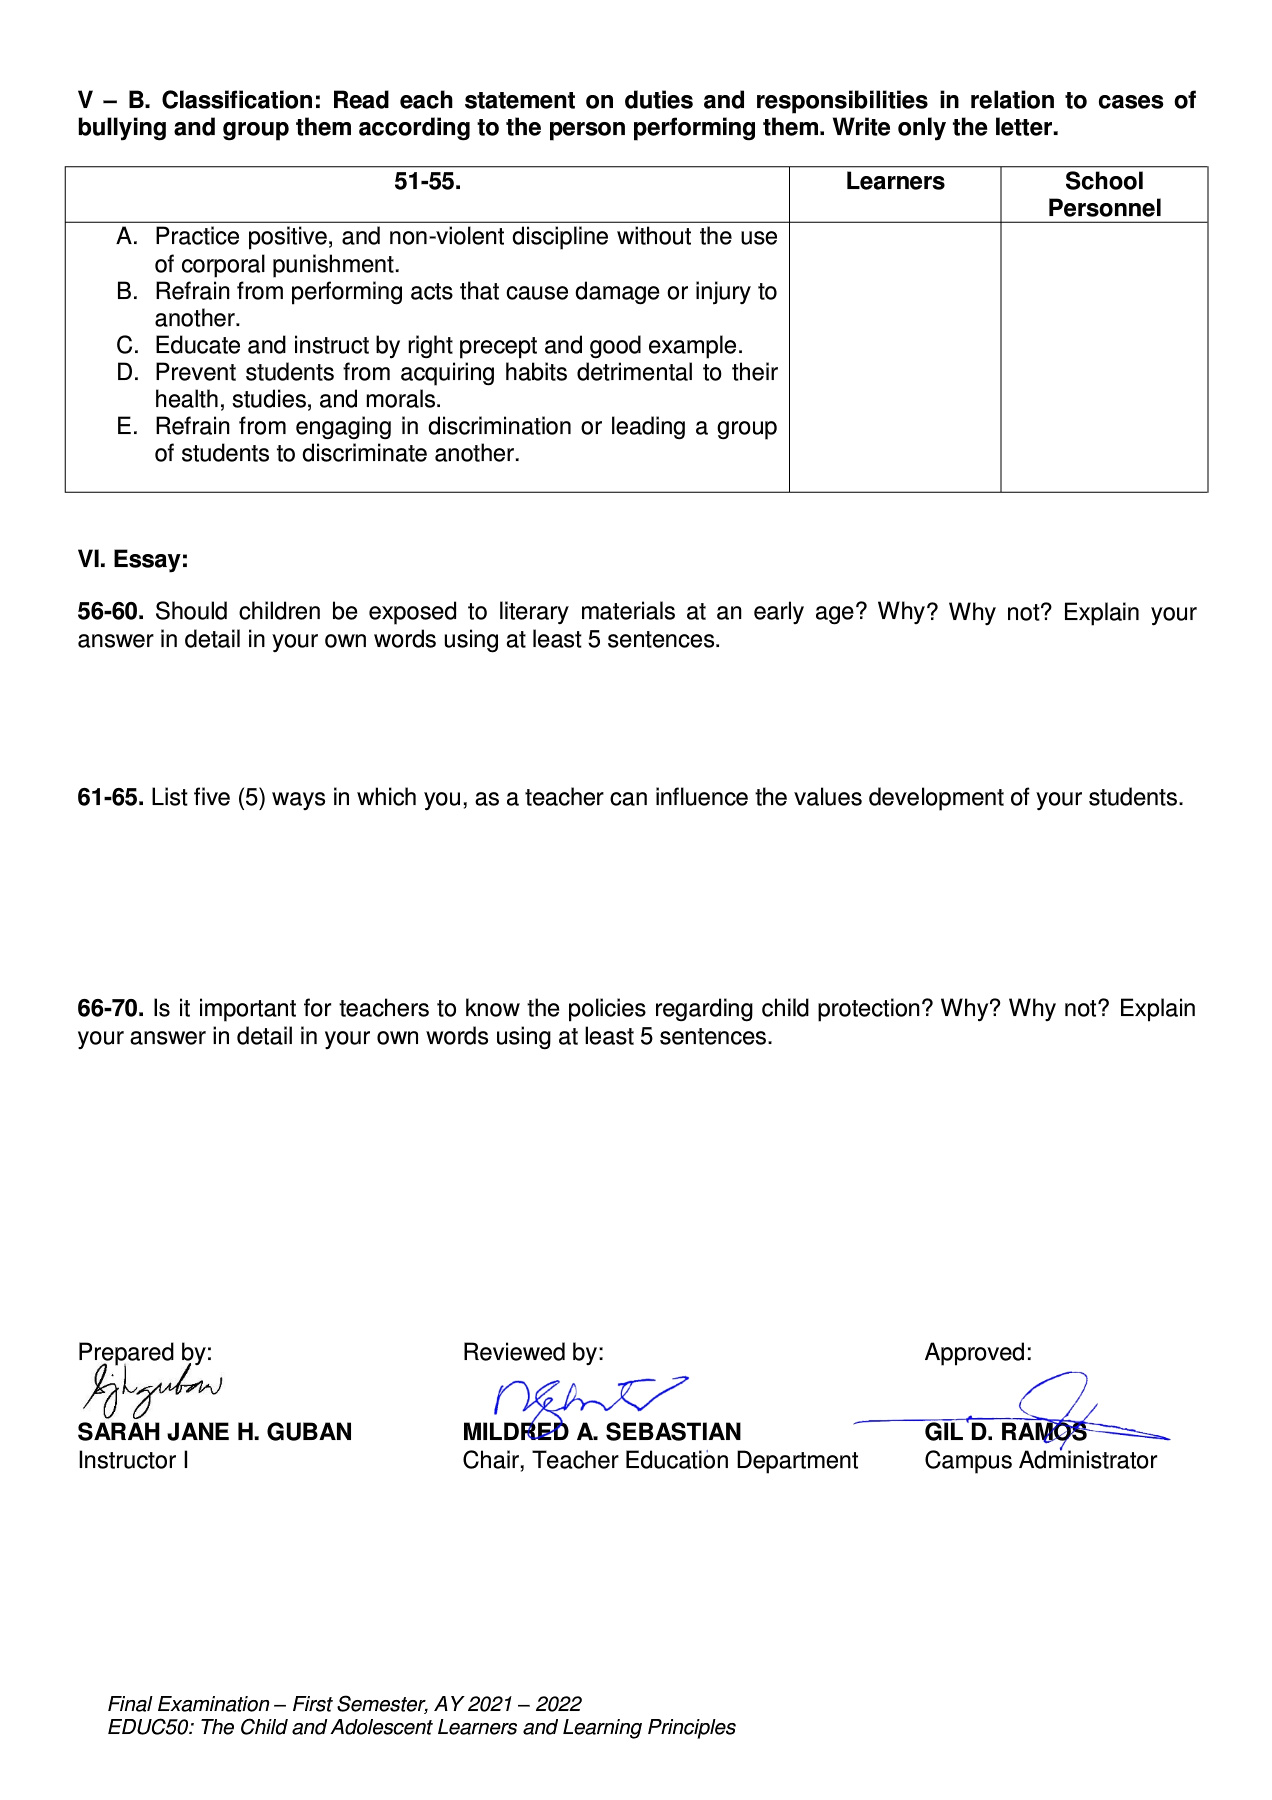 V – B. Classification: Read each statement on duties and responsibilities in relation to cases of
bullying and group them according to the person performing them. Write only the letter.
51-55.
Learners
School
Personnel
A. Practice positive, and non-violent discipline without the use
of corporal punishment.
B. Refrain from performing acts that cause damage or injury to
another.
C. Educate and instruct by right precept and good example.
D. Prevent students from acquiring habits detrimental to their
health, studies, and morals.
E. Refrain from engaging in discrimination or leading a group
of students to discriminate another.
VI. Essay:
56-60. Should children be exposed to literary materials at an early age? Why? Why not? Explain your
answer in detail in your own words using at least 5 sentences.
61-65. List five (5) ways in which you, as a teacher can influence the values development of your students.
66-70. Is it important for teachers to know the policies regarding child protection? Why? Why not? Explain
your answer in detail in your own words using at least 5 sentences.
Prepared by:
Reviewed by:
Approved:
sjhguban
SARAH JANE H. GUBAN
MILDRED A. SEBASTIAN
GIL D. RAMOS
Instructor I
Chair, Teacher Education Department
Campus Administrator
Final Examination – First Semester, AY 2021 – 2022
EDUC50: The Child and Adolescent Learners and Learning Principles